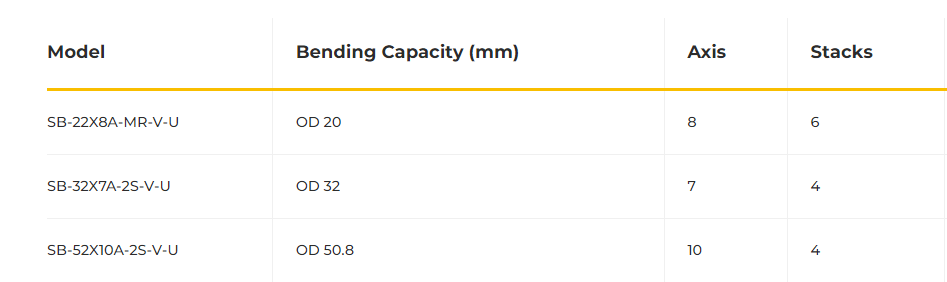 Model Bending Capacity (mm) Axis Stacks
SB-22X8A-MR-V-U OD 20 8 6
SB-32X7A-2S-V-U OD 32 7 4
SB-52X10A-2S-V-U OD 50.8 10 4